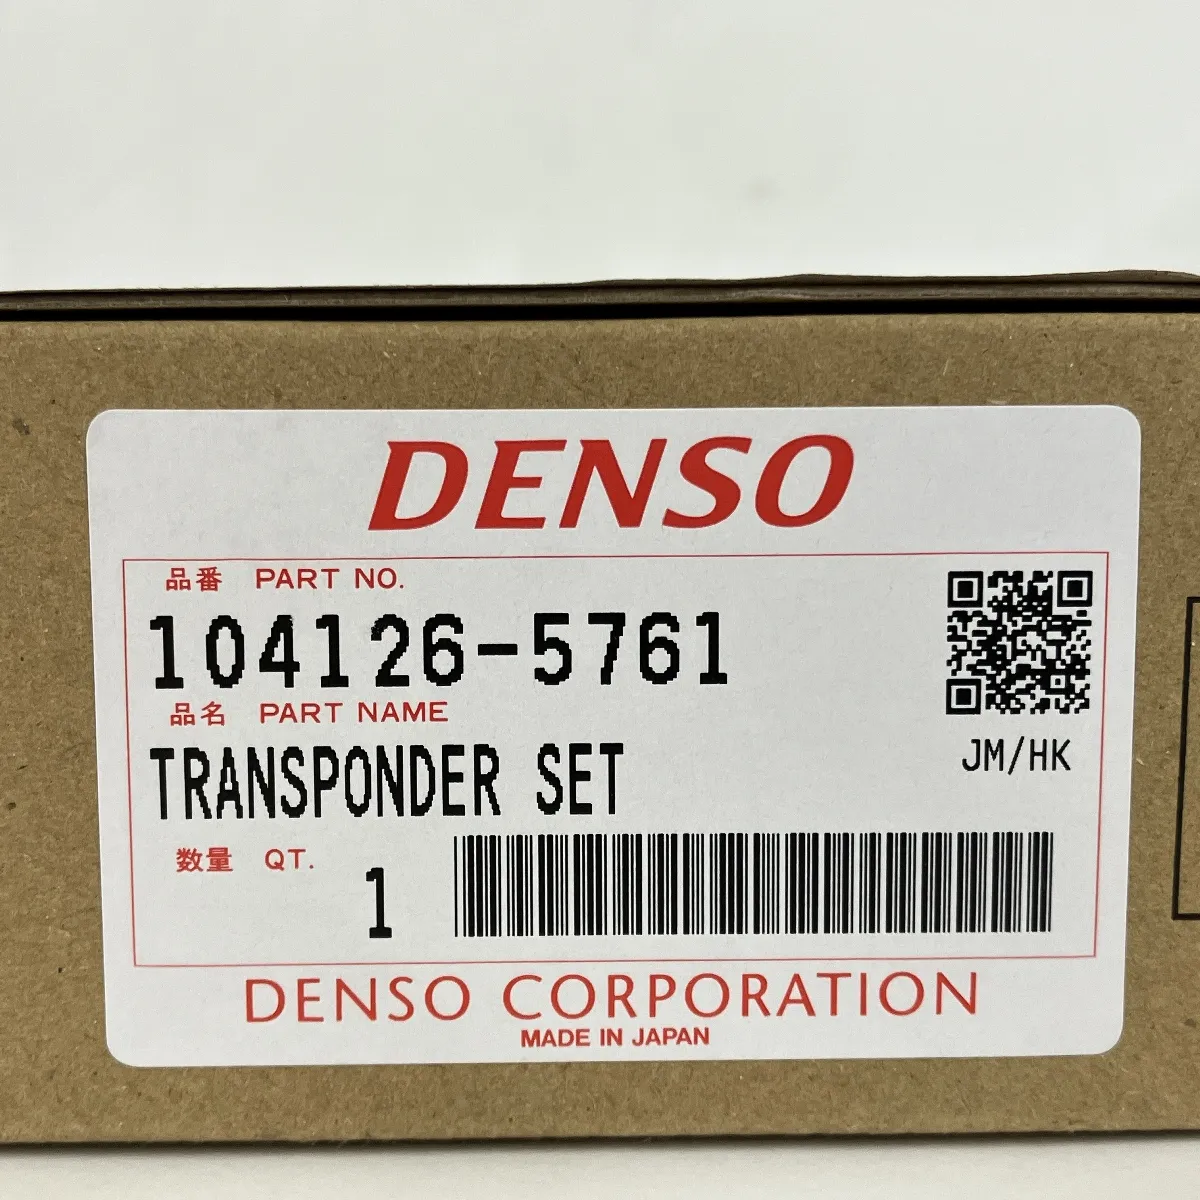 DENSO
品番 PART NO.
104126-5761
品名 PART NAME
TRANSPONDER SET
JM/HK
数量 QT.
1
DENSO CORPORATION
MADE IN JAPAN